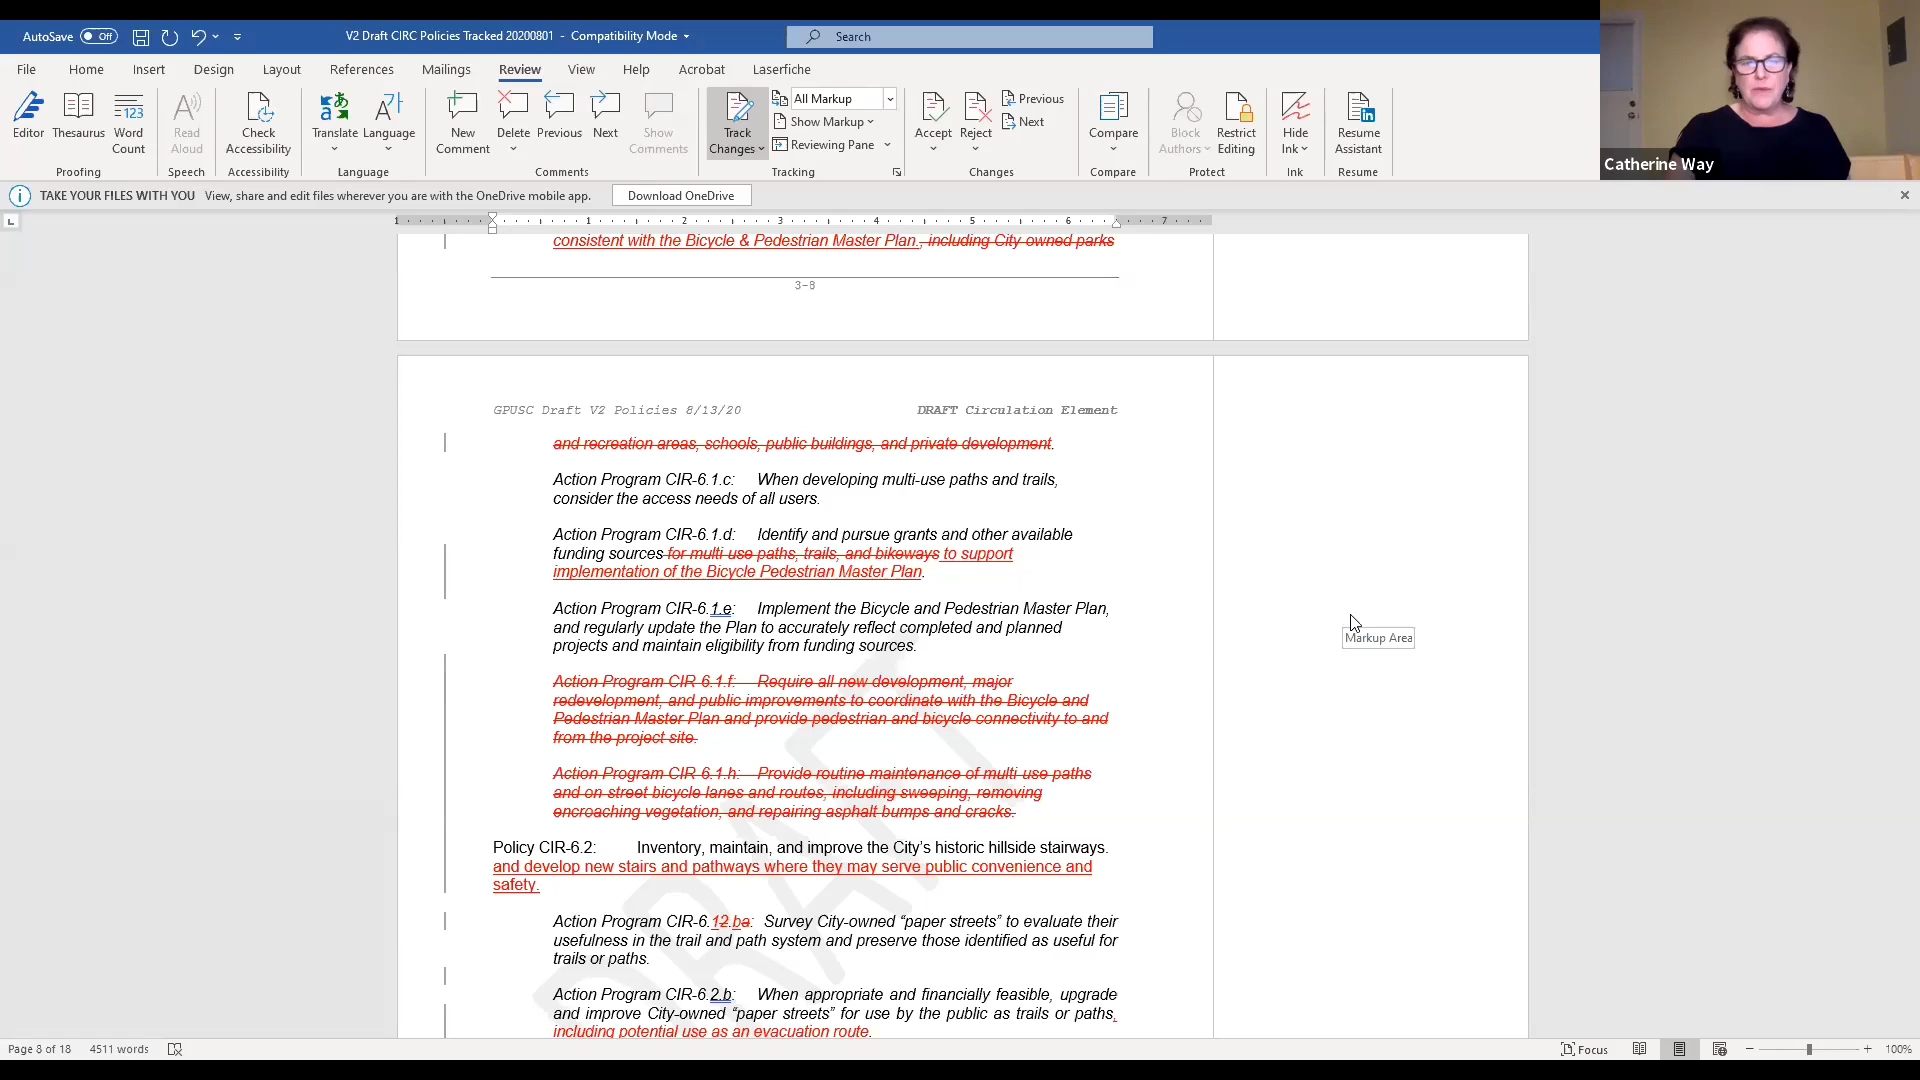 AutoSave Off
V2 Draft CIRC Policies Tracked 20200801 - Compatibility Mode
Search
File Home Insert Design Layout References Mailings Review View Help Acrobat Laserfiche
Editor
Thesaurus
Word Count
Proofing
Read Aloud
Speech
Check Accessibility
Accessibility
Translate
Language
Language
New Comment
Delete
Previous
Next
Show Comments
Comments
Track Changes
All Markup
Show Markup
Reviewing Pane
Tracking
Accept
Reject
Previous
Next
Changes
Compare
Compare
Block Authors
Restrict Editing
Protect
Hide Ink
Ink
Resume Assistant
Resume
Catherine Way
TAKE YOUR FILES WITH YOU View, share and edit files wherever you are with the OneDrive mobile app. Download OneDrive
1 1 2 3 4 5 6 7
consistent with the Bicycle & Pedestrian Master Plan., including City owned parks
3-8
GPUSC Draft V2 Policies 8/13/20 DRAFT Circulation Element
and recreation areas, schools, public buildings, and private development.
Action Program CIR-6.1.c: When developing multi-use paths and trails,
consider the access needs of all users.
Action Program CIR-6.1.d: Identify and pursue grants and other available
funding sources for multi use paths, trails, and bikeways to support
implementation of the Bicycle Pedestrian Master Plan.
Action Program CIR-6.1.e: Implement the Bicycle and Pedestrian Master Plan,
and regularly update the Plan to accurately reflect completed and planned
projects and maintain eligibility from funding sources.
Action Program CIR 6.1.f: Require all new development, major
redevelopment, and public improvements to coordinate with the Bicycle and
Pedestrian Master Plan and provide pedestrian and bicycle connectivity to and
from the project site.
Action Program CIR 6.1.h: Provide routine maintenance of multi use paths
and on street bicycle lanes and routes, including sweeping, removing
encroaching vegetation, and repairing asphalt bumps and cracks.
Policy CIR-6.2: Inventory, maintain, and improve the City's historic hillside stairways.
and develop new stairs and pathways where they may serve public convenience and
safety.
Action Program CIR-6.12.ba: Survey City-owned “paper streets” to evaluate their
usefulness in the trail and path system and preserve those identified as useful for
trails or paths.
Action Program CIR-6.2.b: When appropriate and financially feasible, upgrade
and improve City-owned “paper streets” for use by the public as trails or paths,
including potential use as an evacuation route.
DRAFT
Markup Area
Page 8 of 18 4511 words
Focus
100%